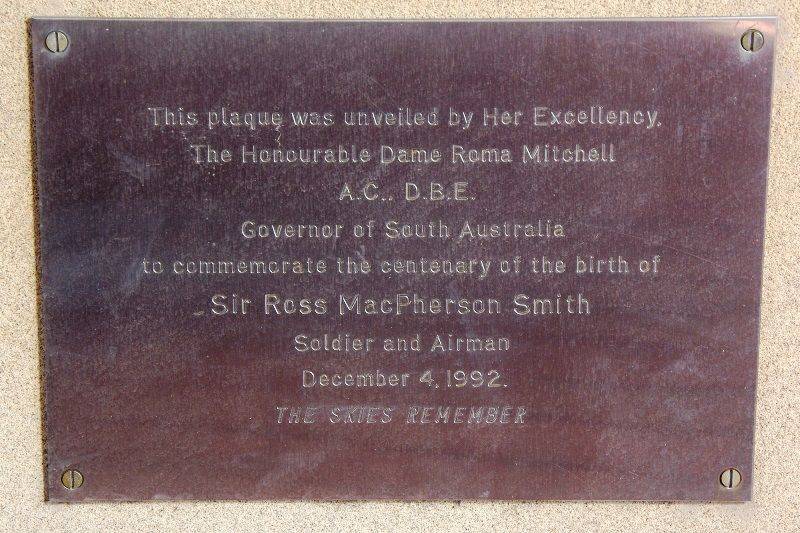 This plaque was unveiled by Her Excellency,
The Honourable Dame Roma Mitchell
A.C., D.B.E.
Governor of South Australia
to commemorate the centenary of the birth of
Sir Ross MacPherson Smith
Soldier and Airman
December 4, 1992.
THE SKIES REMEMBER